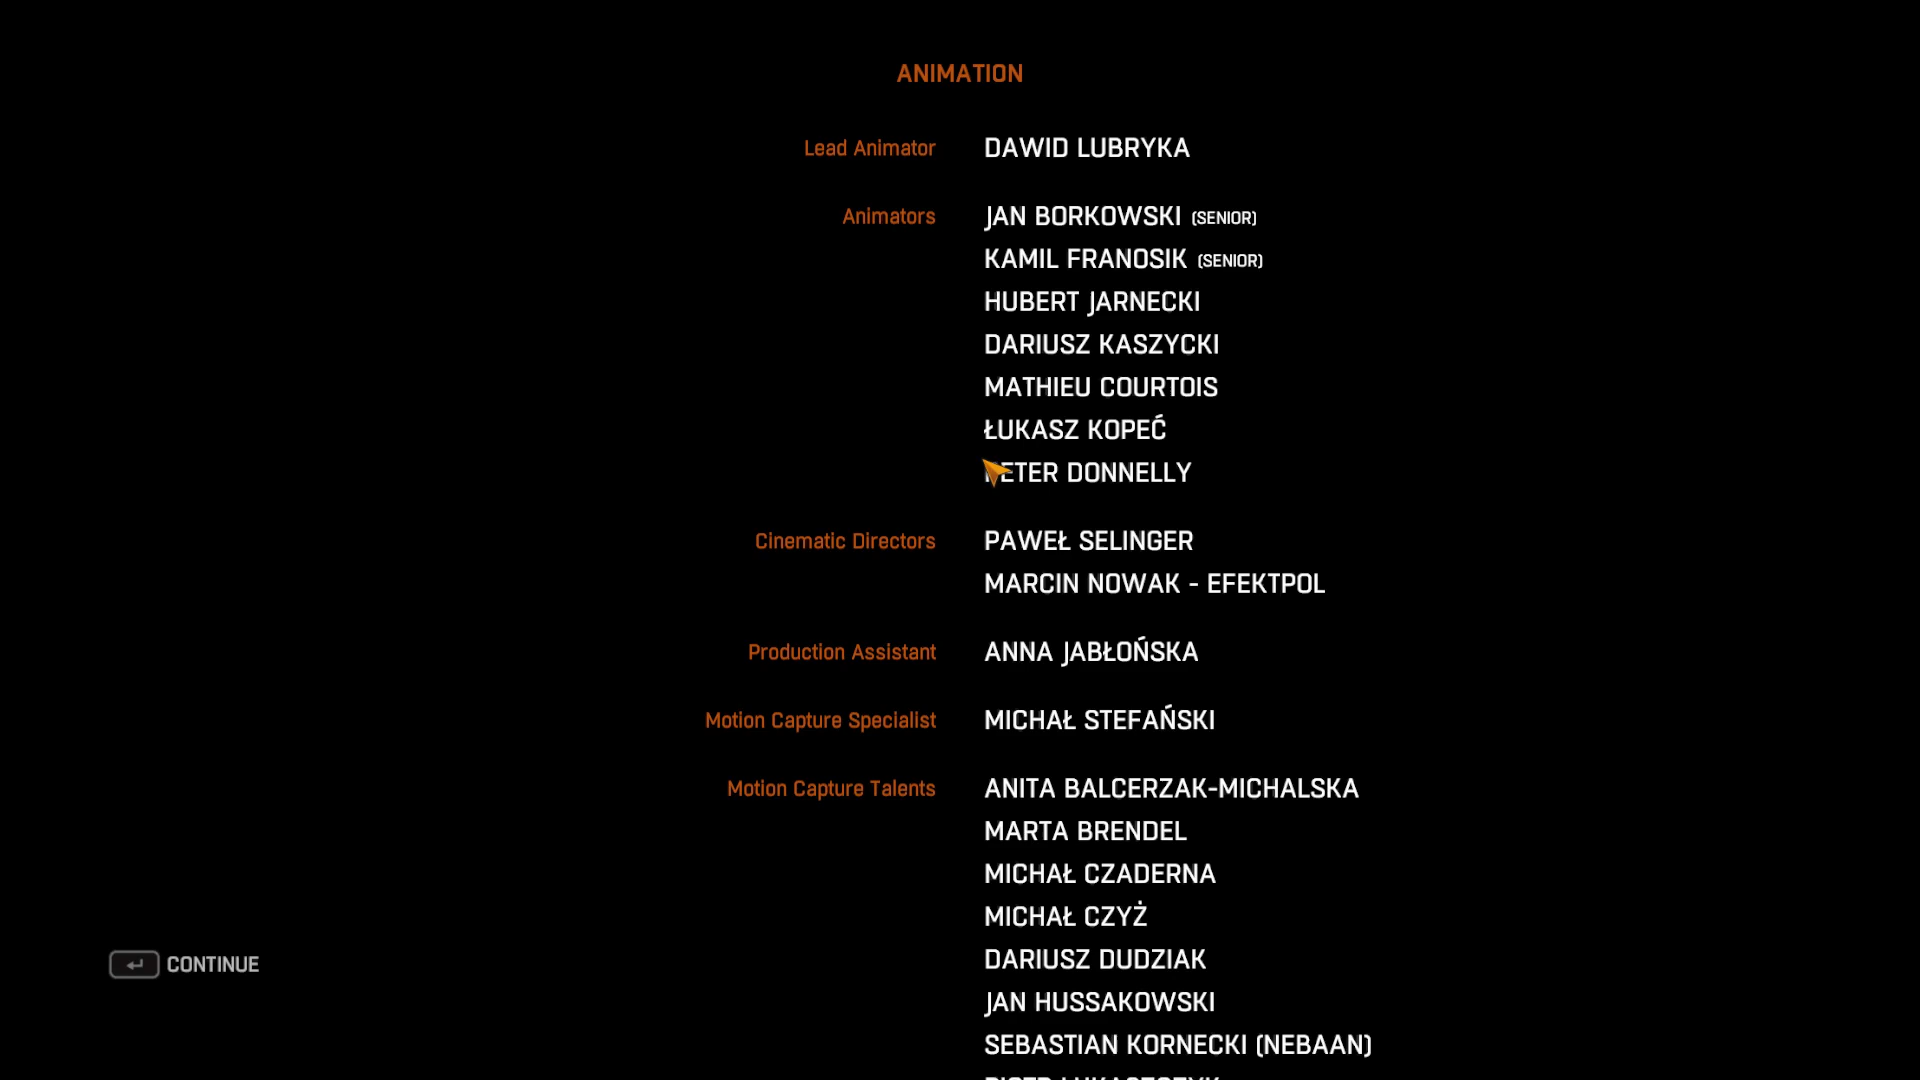 ANIMATION
Lead Animator DAWID LUBRYKA
Animators JAN BORKOWSKI (SENIOR)
KAMIL FRANOSIK (SENIOR)
HUBERT JARNECKI
DARIUSZ KASZYCKI
MATHIEU COURTOIS
ŁUKASZ KOPEĆ
PETER DONNELLY
Cinematic Directors PAWEŁ SELINGER
MARCIN NOWAK - EFEKTPOL
Production Assistant ANNA JABŁOŃSKA
Motion Capture Specialist MICHAŁ STEFAŃSKI
Motion Capture Talents ANITA BALCERZAK-MICHALSKA
MARTA BRENDEL
MICHAŁ CZADERNA
MICHAŁ CZYŻ
DARIUSZ DUDZIAK
CONTINUE
JAN HUSSAKOWSKI
SEBASTIAN KORNECKI (NEBAAN)